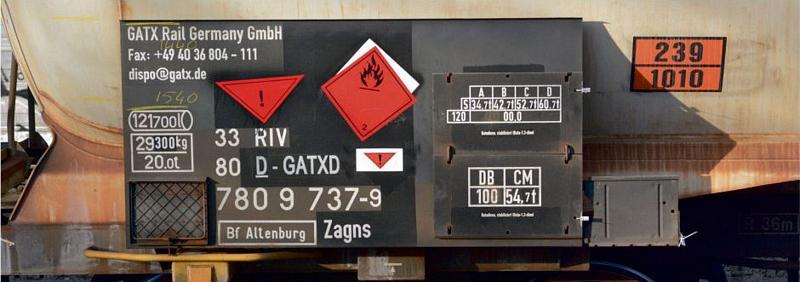 GATX Rail Germany GmbH
Fax: +49 40 36 804 - 111
dispo@gatx.de
1540
121700l
29300kg
20.0t
33 RIV
80 D - GATXD
780 9 737-9
Bf Altenburg
Zagns
!
2
!
A B C D
S 34.7t 42.7t 52.7t 60.7t
120 00,0
DB CM
100 54.7t
239
1010
R 36m